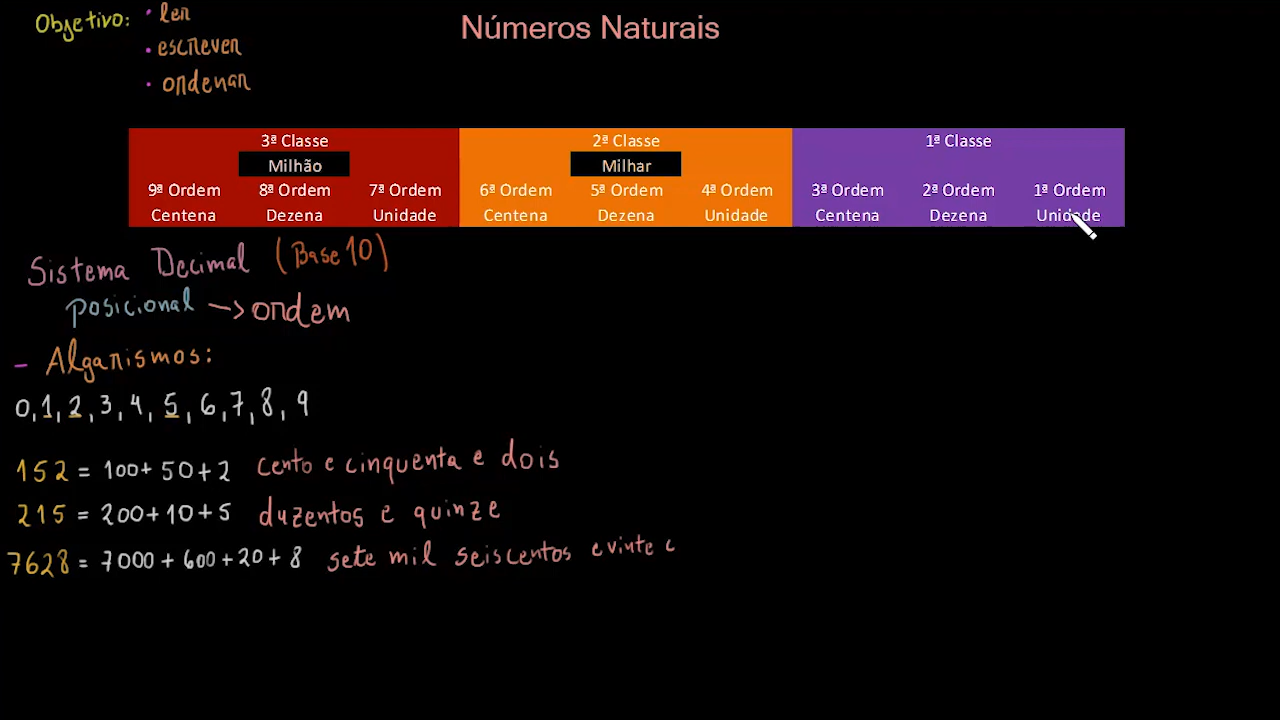 Objetivo:
• ler
• escrever
• ordenar
Números Naturais
3ª Classe 2ª Classe 1ª Classe
Milhão Milhar
9ª Ordem 8ª Ordem 7ª Ordem 6ª Ordem 5ª Ordem 4ª Ordem 3ª Ordem 2ª Ordem 1ª Ordem
Centena Dezena Unidade Centena Dezena Unidade Centena Dezena Unidade
Sistema Decimal (Base 10)
posicional -> ordem
- Algarismos:
0, 1, 2, 3, 4, 5, 6, 7, 8, 9
152 = 100+ 50+2 cento e cinquenta e dois
215 = 200+10+5 duzentos e quinze
7628 = 7000+600+20+8 sete mil seiscentos e vinte